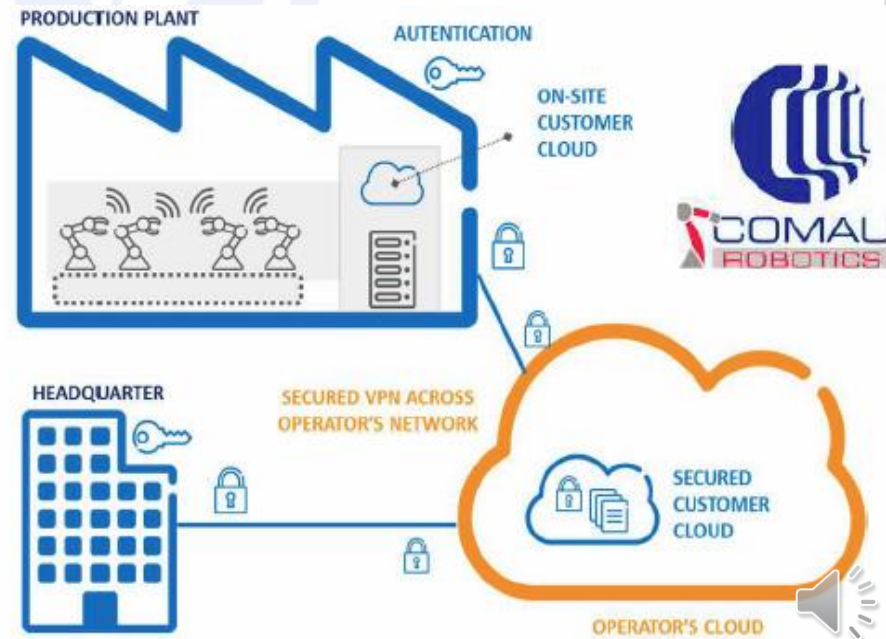 PRODUCTION PLANT
AUTENTICATION
ON-SITE
CUSTOMER
CLOUD
COMAU
ROBOTICS
HEADQUARTER
SECURED VPN ACROSS
OPERATOR'S NETWORK
SECURED
CUSTOMER
CLOUD
OPERATOR'S CLOUD